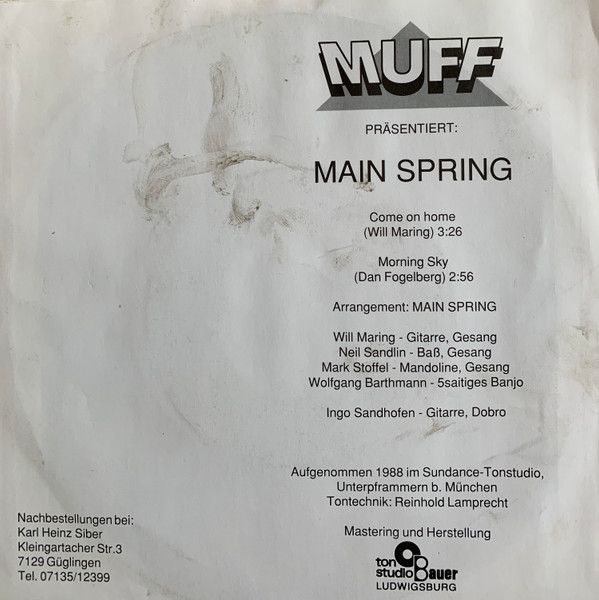 MUFF
PRÄSENTIERT:
MAIN SPRING
Come on home
(Will Maring) 3:26
Morning Sky
(Dan Fogelberg) 2:56
Arrangement: MAIN SPRING
Will Maring - Gitarre, Gesang
Neil Sandlin - Baß, Gesang
Mark Stoffel - Mandoline, Gesang
Wolfgang Barthmann - 5saitiges Banjo
Ingo Sandhofen - Gitarre, Dobro
Aufgenommen 1988 im Sundance-Tonstudio,
Unterpframmern b. München
Tontechnik: Reinhold Lamprecht
Mastering und Herstellung
ton
studio Bauer
LUDWIGSBURG
Nachbestellungen bei:
Karl Heinz Siber
Kleingartacher Str.3
7129 Güglingen
Tel. 07135/12399